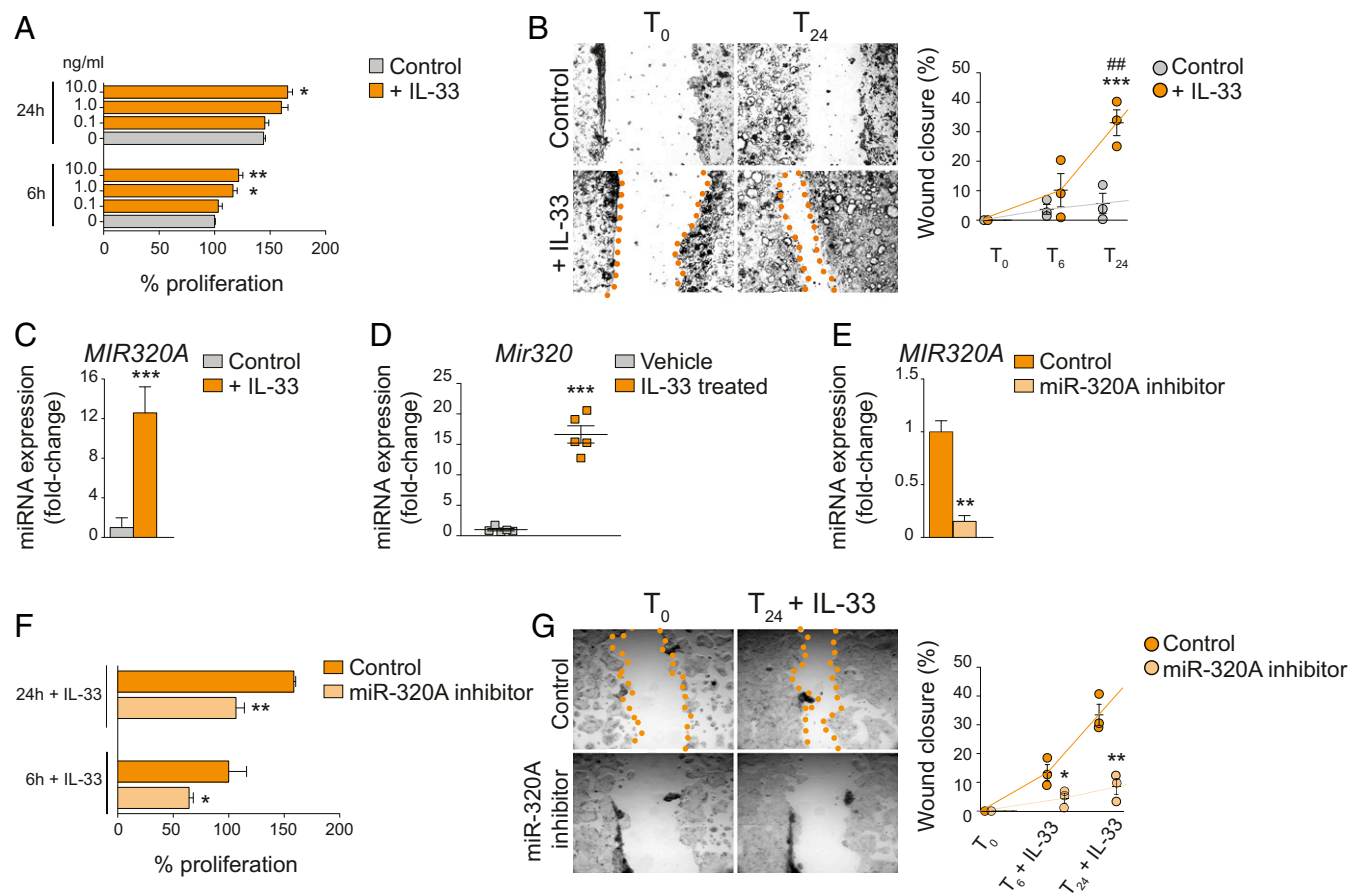 A
ng/ml
Control
+ IL-33
24h
10.0
*
1.0
0.1
0
6h
10.0
**
1.0
*
0.1
0
0 50 100 150 200
% proliferation
B
T0 T24
Control
+ IL-33
Wound closure (%)
50
40
30
20
10
0
##
***
T0 T6 T24
Control
+ IL-33
C
MIR320A
Control
+ IL-33
miRNA expression
(fold-change)
16
12
8
4
0
***
D
Mir320
Vehicle
IL-33 treated
miRNA expression
(fold-change)
25
20
15
10
5
0
***
E
MIR320A
Control
miR-320A inhibitor
miRNA expression
(fold-change)
1.5
1
0.5
0
**
F
Control
miR-320A inhibitor
24h + IL-33
**
6h + IL-33
*
0 50 100 150 200
% proliferation
G
T0 T24 + IL-33
Control
miR-320A
inhibitor
Wound closure (%)
50
40
30
20
10
0
*
**
T0 T6 + IL-33 T24 + IL-33
Control
miR-320A inhibitor